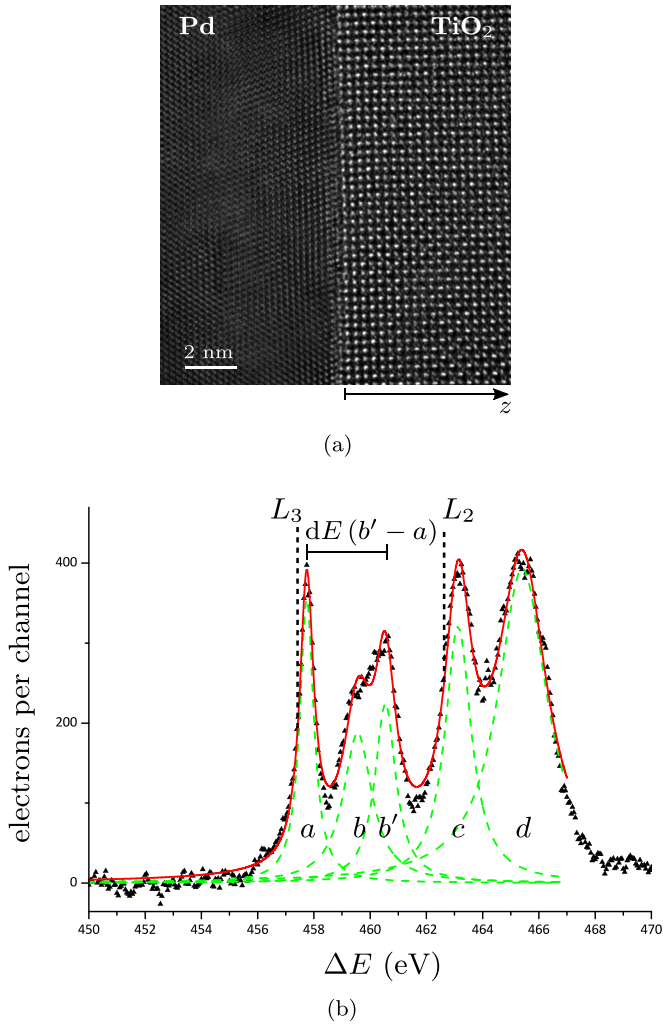 Pd TiO₂
2 nm
z
(a)
L₃ dE (b′ − a) L₂
400
200
0
electrons per channel
a b b′ c d
450 452 454 456 458 460 462 464 466 468 470
ΔE (eV)
(b)